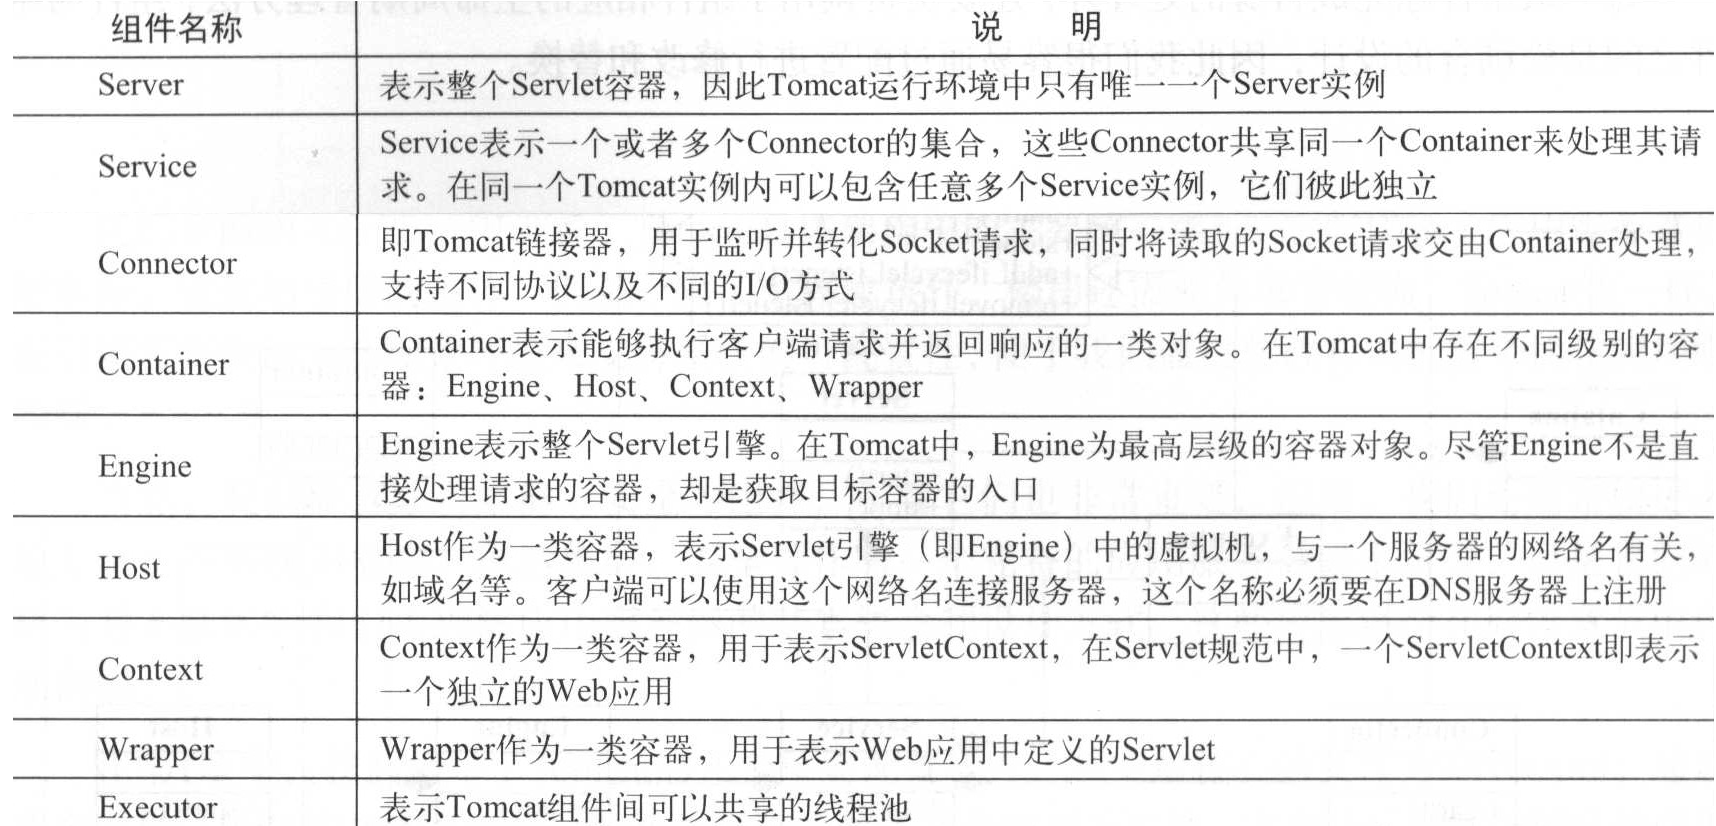 组件名称 说 明
Server 表示整个Servlet容器，因此Tomcat运行环境中只有唯一一个Server实例
Service Service表示一个或者多个Connector的集合，这些Connector共享同一个Container来处理其请
求。在同一个Tomcat实例内可以包含任意多个Service实例，它们彼此独立
Connector 即Tomcat链接器，用于监听并转化Socket请求，同时将读取的Socket请求交由Container处理，
支持不同协议以及不同的I/O方式
Container Container表示能够执行客户端请求并返回响应的一类对象。在Tomcat中存在不同级别的容
器：Engine、Host、Context、Wrapper
Engine Engine表示整个Servlet引擎。在Tomcat中，Engine为最高层级的容器对象。尽管Engine不是直
接处理请求的容器，却是获取目标容器的入口
Host Host作为一类容器，表示Servlet引擎（即Engine）中的虚拟机，与一个服务器的网络名有关，
如域名等。客户端可以使用这个网络名连接服务器，这个名称必须要在DNS服务器上注册
Context Context作为一类容器，用于表示ServletContext，在Servlet规范中，一个ServletContext即表示
一个独立的Web应用
Wrapper Wrapper作为一类容器，用于表示Web应用中定义的Servlet
Executor 表示Tomcat组件间可以共享的线程池